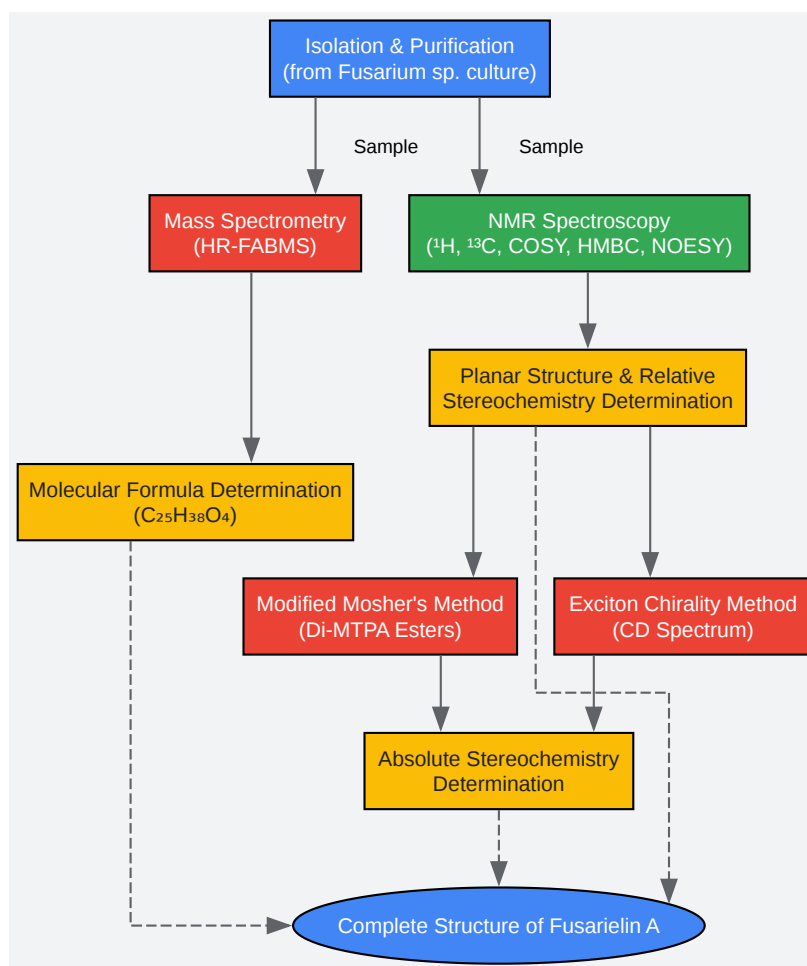 Isolation & Purification
(from Fusarium sp. culture)
Sample
Sample
Mass Spectrometry
(HR-FABMS)
NMR Spectroscopy
(¹H, ¹³C, COSY, HMBC, NOESY)
Planar Structure & Relative
Stereochemistry Determination
Molecular Formula Determination
(C₂₅H₃₈O₄)
Modified Mosher's Method
(Di-MTPA Esters)
Exciton Chirality Method
(CD Spectrum)
Absolute Stereochemistry
Determination
Complete Structure of Fusarielin A